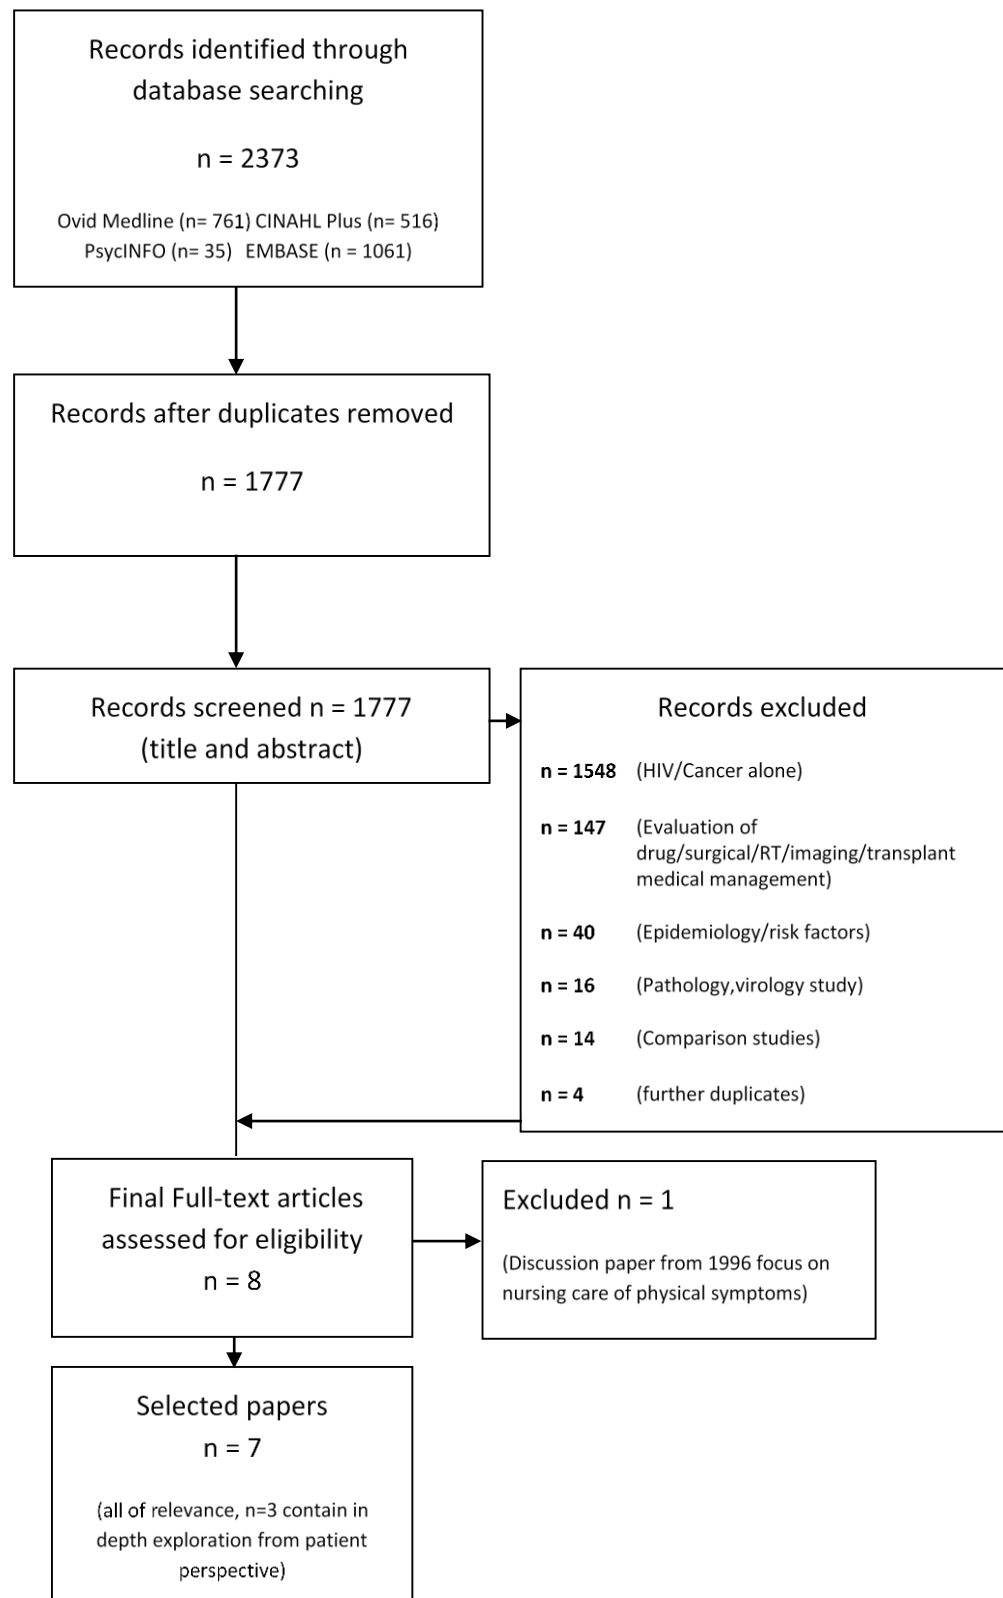 Records identified through
database searching
n = 2373
Ovid Medline (n= 761) CINAHL Plus (n= 516)
PsycINFO (n= 35) EMBASE (n = 1061)
Records after duplicates removed
n = 1777
Records screened n = 1777
(title and abstract)
Records excluded
n = 1548 (HIV/Cancer alone)
n = 147 (Evaluation of
drug/surgical/RT/imaging/transplant
medical management)
n = 40 (Epidemiology/risk factors)
n = 16 (Pathology,virology study)
n = 14 (Comparison studies)
n = 4 (further duplicates)
Final Full-text articles
assessed for eligibility
n = 8
Excluded n = 1
(Discussion paper from 1996 focus on
nursing care of physical symptoms)
Selected papers
n = 7
(all of relevance, n=3 contain in
depth exploration from patient
perspective)